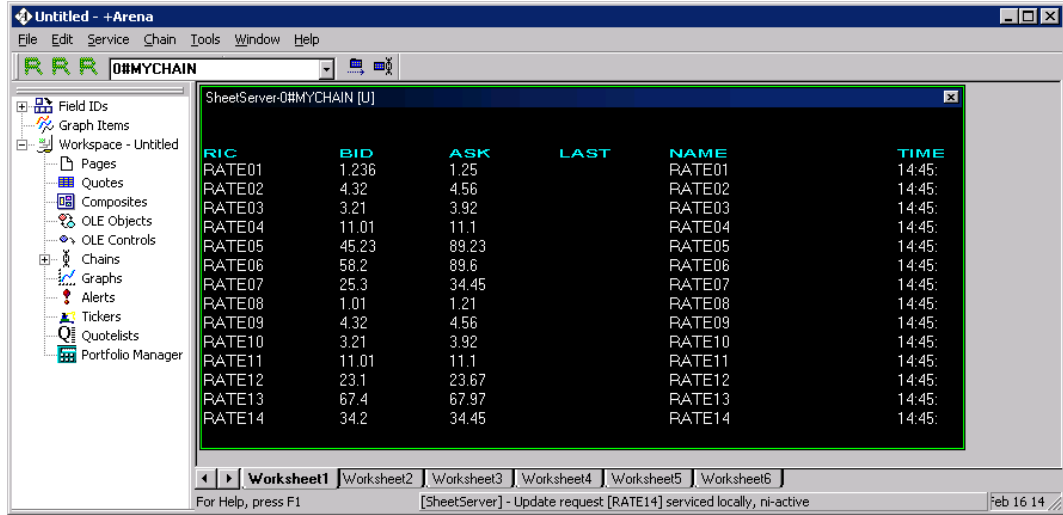 Untitled - +Arena
File Edit Service Chain Tools Window Help
R R R 0#MYCHAIN
Field IDs
Graph Items
Workspace - Untitled
Pages
Quotes
Composites
OLE Objects
OLE Controls
Chains
Graphs
Alerts
Tickers
Quotelists
Portfolio Manager
SheetServer-0#MYCHAIN [U]
RIC BID ASK LAST NAME TIME
RATE01 1.236 1.25 RATE01 14:45:
RATE02 4.32 4.56 RATE02 14:45:
RATE03 3.21 3.92 RATE03 14:45:
RATE04 11.01 11.1 RATE04 14:45:
RATE05 45.23 89.23 RATE05 14:45:
RATE06 58.2 89.6 RATE06 14:45:
RATE07 25.3 34.45 RATE07 14:45:
RATE08 1.01 1.21 RATE08 14:45:
RATE09 4.32 4.56 RATE09 14:45:
RATE10 3.21 3.92 RATE10 14:45:
RATE11 11.01 11.1 RATE11 14:45:
RATE12 23.1 23.67 RATE12 14:45:
RATE13 67.4 67.97 RATE13 14:45:
RATE14 34.2 34.45 RATE14 14:45:
Worksheet1 Worksheet2 Worksheet3 Worksheet4 Worksheet5 Worksheet6
For Help, press F1 [SheetServer] - Update request [RATE14] serviced locally, ni-active Feb 16 14